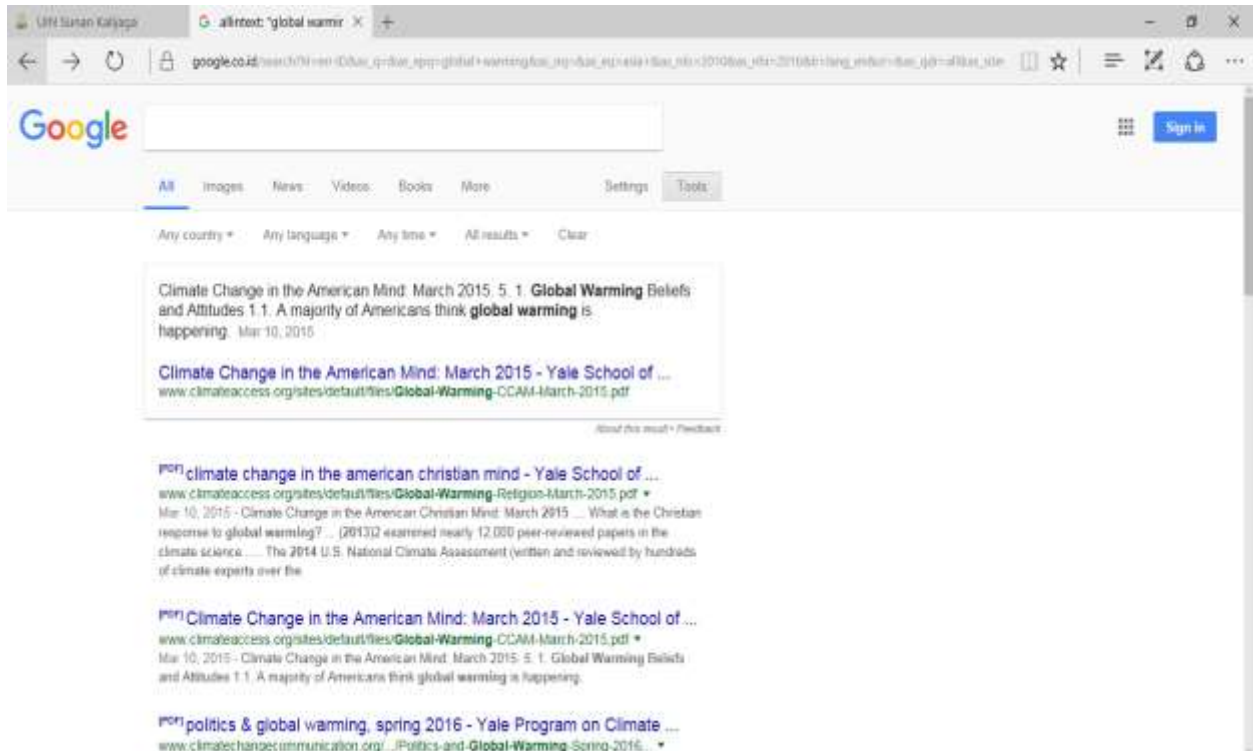 UIN Sunan Kalijaga
allintext: "global warmir
google.co.id
Google
Sign in
All Images News Videos Books More Settings Tools
Any country Any language Any time All results Clear
Climate Change in the American Mind: March 2015. 5. 1. Global Warming Beliefs
and Attitudes 1.1. A majority of Americans think global warming is
happening. Mar 10, 2015
Climate Change in the American Mind: March 2015 - Yale School of ...
www.climateaccess.org/sites/default/files/Global-Warming-CCAM-March-2015.pdf
About this result • Feedback
[PDF] climate change in the american christian mind - Yale School of ...
www.climateaccess.org/sites/default/files/Global-Warming-Religion-March-2015.pdf
Mar 10, 2015 - Climate Change in the American Christian Mind: March 2015 .... What is the Christian
response to global warming? ... (2013)2 examined nearly 12,000 peer-reviewed papers in the
climate science ..... The 2014 U.S. National Climate Assessment (written and reviewed by hundreds
of climate experts over the
[PDF] Climate Change in the American Mind: March 2015 - Yale School of ...
www.climateaccess.org/sites/default/files/Global-Warming-CCAM-March-2015.pdf
Mar 10, 2015 - Climate Change in the American Mind: March 2015. 5. 1. Global Warming Beliefs
and Attitudes 1.1. A majority of Americans think global warming is happening.
[PDF] politics & global warming, spring 2016 - Yale Program on Climate ...
www.climatechangecommunication.org/.../Politics-and-Global-Warming-Spring-2016...